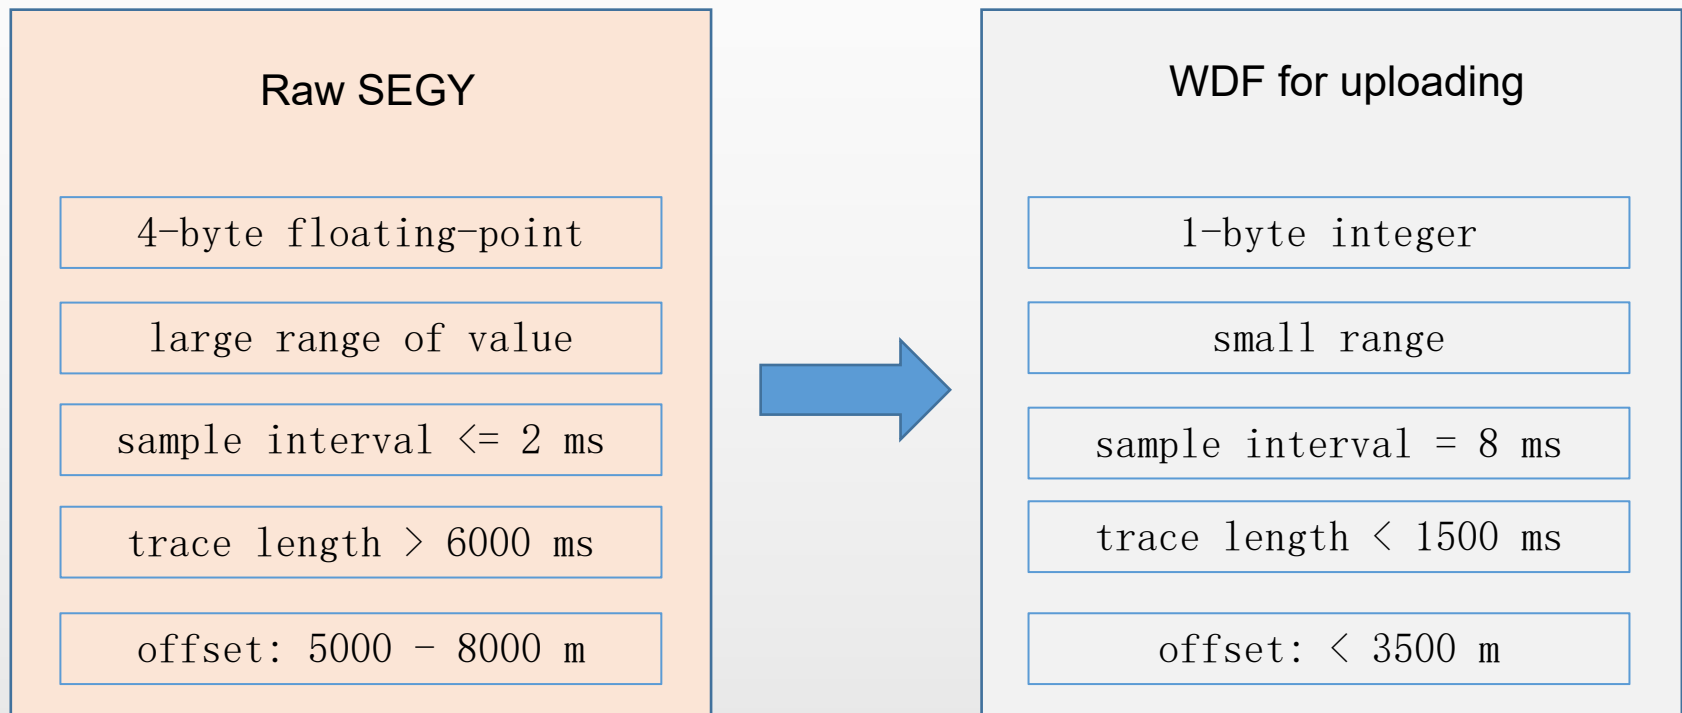 Raw SEGY
4-byte floating-point
large range of value
sample interval <= 2 ms
trace length > 6000 ms
offset: 5000 - 8000 m
WDF for uploading
1-byte integer
small range
sample interval = 8 ms
trace length < 1500 ms
offset: < 3500 m